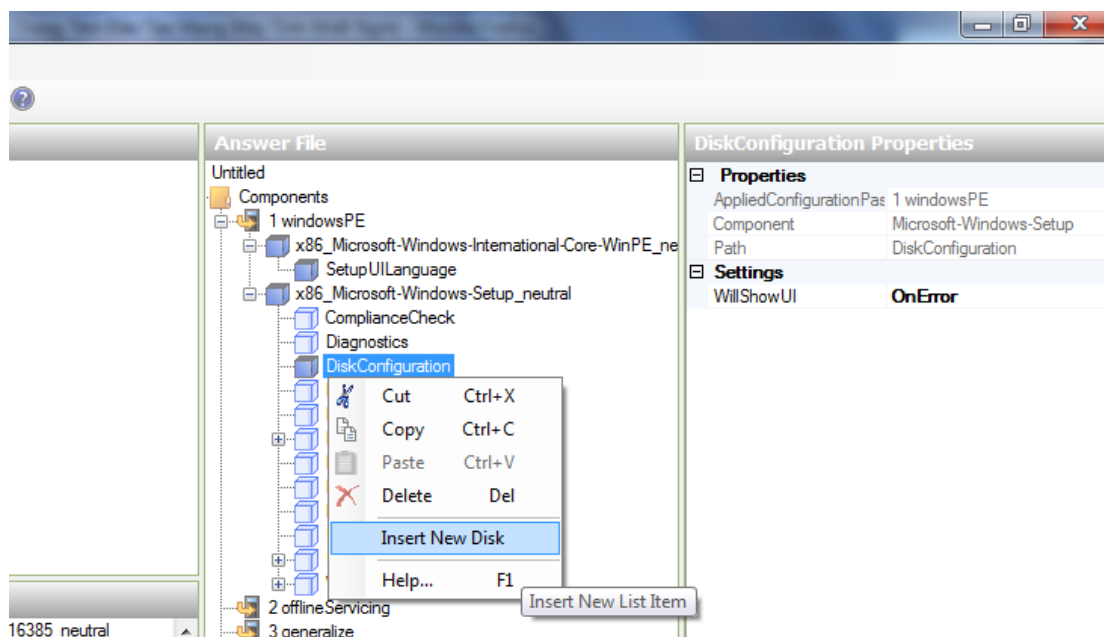 Answer File
Untitled
Components
1 windowsPE
x86_Microsoft-Windows-International-Core-WinPE_ne
SetupUILanguage
x86_Microsoft-Windows-Setup_neutral
ComplianceCheck
Diagnostics
DiskConfiguration
Cut Ctrl+X
Copy Ctrl+C
Paste Ctrl+V
Delete Del
Insert New Disk
Help... F1
Insert New List Item
2 offlineServicing
3 generalize
16385_neutral
DiskConfiguration Properties
Properties
AppliedConfigurationPas 1 windowsPE
Component Microsoft-Windows-Setup
Path DiskConfiguration
Settings
WillShowUI OnError